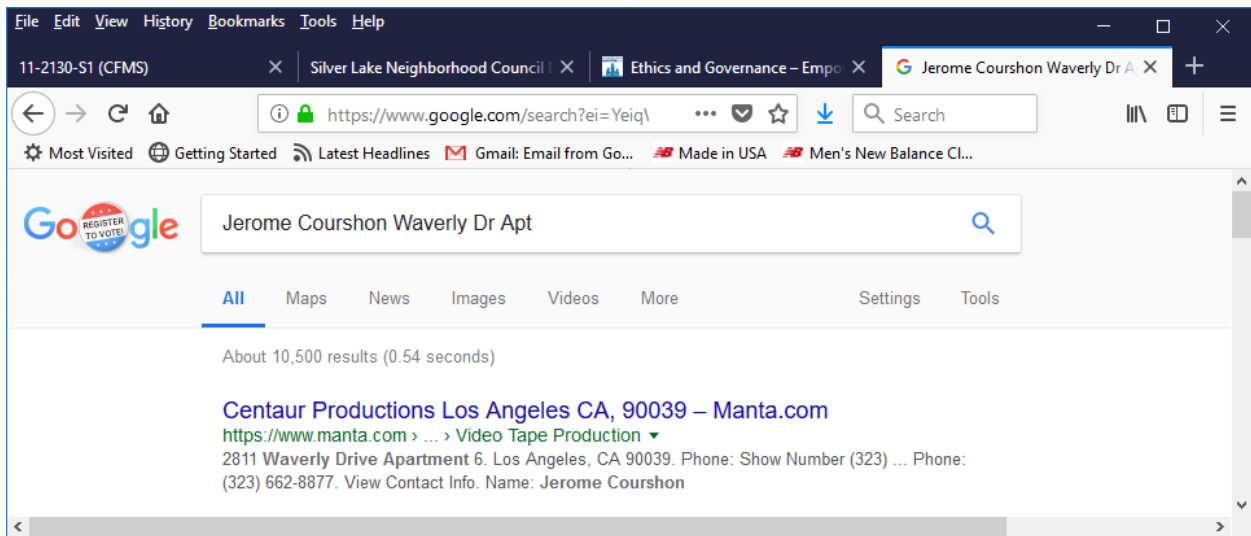 File Edit View History Bookmarks Tools Help
11-2130-S1 (CFMS) Silver Lake Neighborhood Council Ethics and Governance – Empo Jerome Courshon Waverly Dr A
https://www.google.com/search?ei=Yeiq\ Search
Most Visited Getting Started Latest Headlines Gmail: Email from Go... Made in USA Men's New Balance Cl...
Google REGISTER TO VOTE! Jerome Courshon Waverly Dr Apt
All Maps News Images Videos More Settings Tools
About 10,500 results (0.54 seconds)
Centaur Productions Los Angeles CA, 90039 – Manta.com
https://www.manta.com › ... › Video Tape Production
2811 Waverly Drive Apartment 6. Los Angeles, CA 90039. Phone: Show Number (323) ... Phone:
(323) 662-8877. View Contact Info. Name: Jerome Courshon